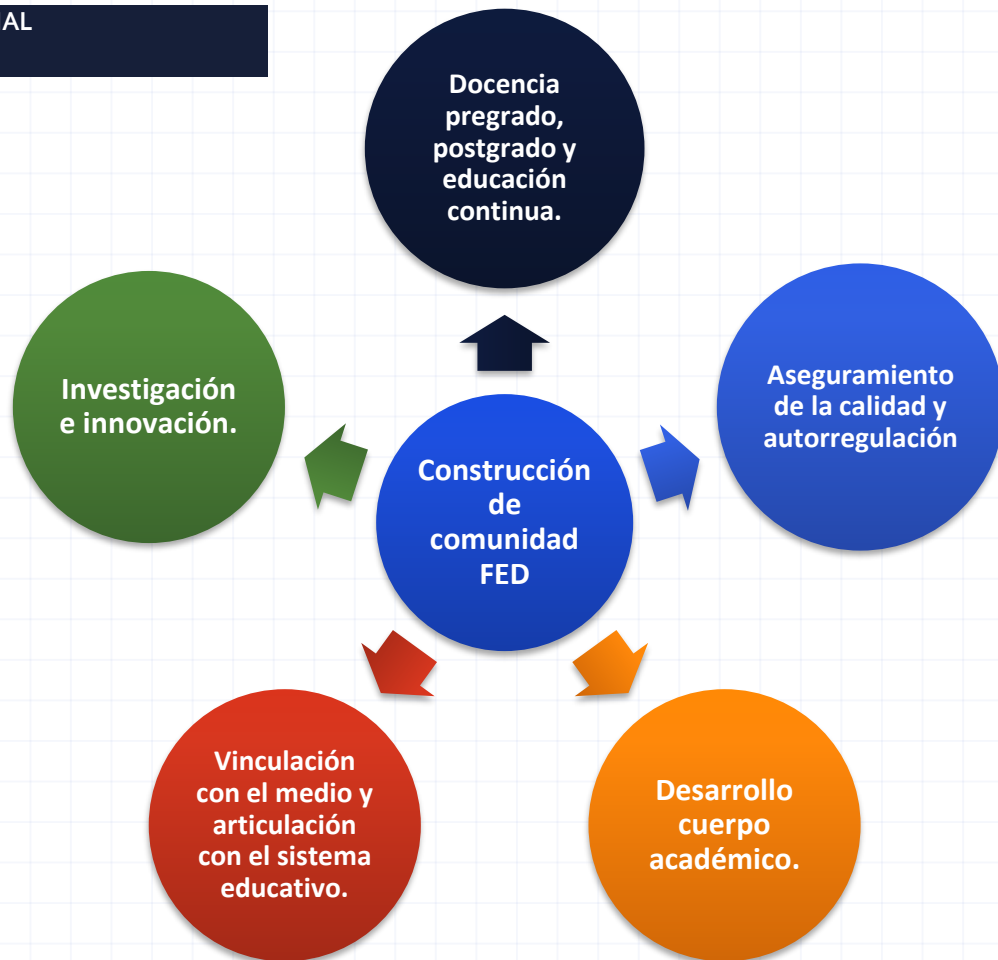 Docencia
pregrado,
postgrado y
educación
continua.
Investigación
e innovación.
Aseguramiento
de la calidad y
autorregulación
Construcción
de
comunidad
FED
Vinculación
con el medio y
articulación
con el sistema
educativo.
Desarrollo
cuerpo
académico.